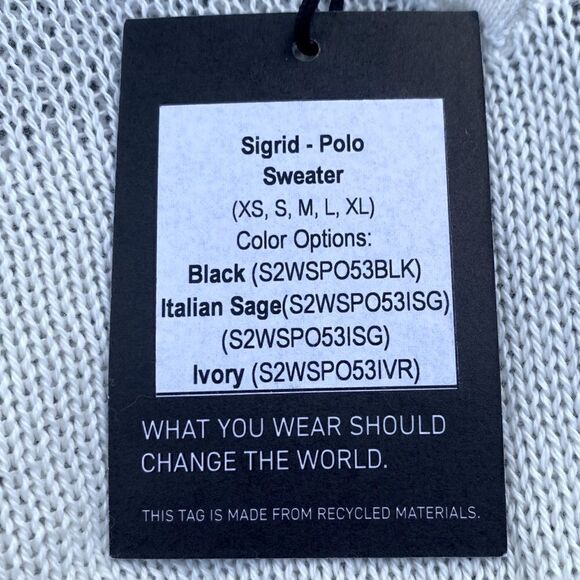 Sigrid - Polo
Sweater
(XS, S, M, L, XL)
Color Options:
Black (S2WSPO53BLK)
Italian Sage(S2WSPO53ISG)
(S2WSPO53ISG)
Ivory (S2WSPO53IVR)
WHAT YOU WEAR SHOULD
CHANGE THE WORLD.
THIS TAG IS MADE FROM RECYCLED MATERIALS.